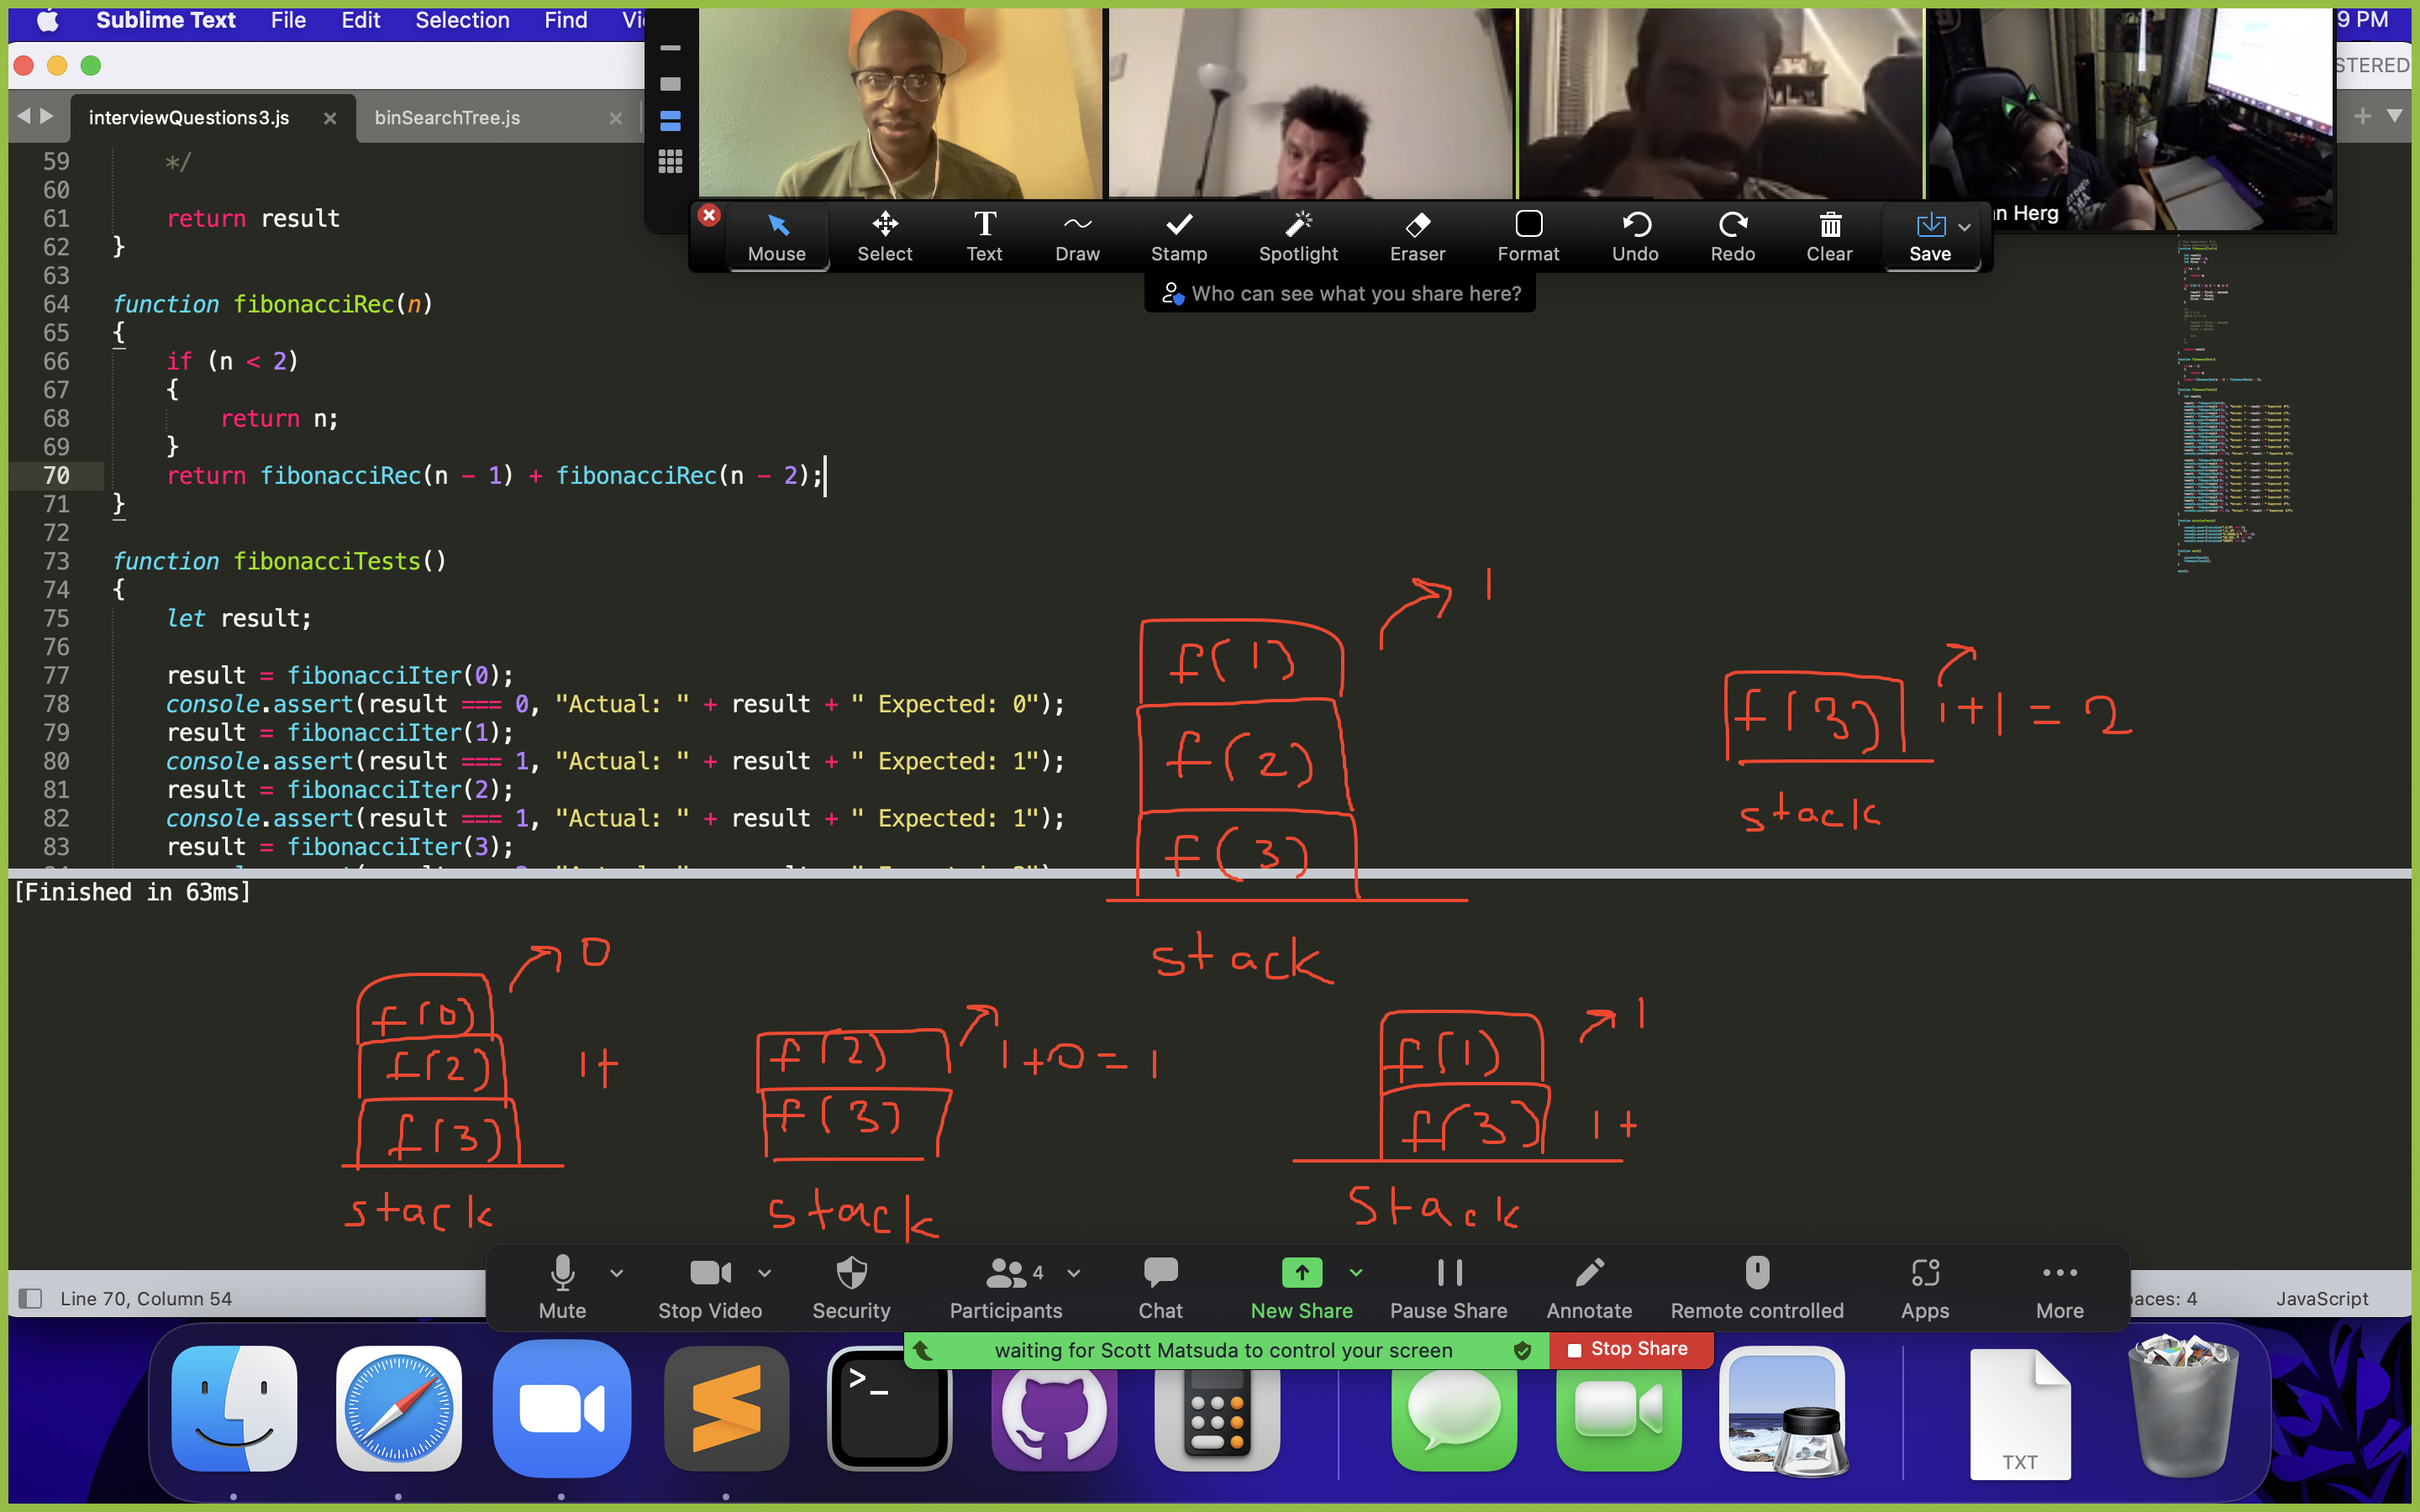 Sublime Text File Edit Selection Find Vi
9 PM
STERED
interviewQuestions3.js
binSearchTree.js
n Herg
Mouse Select Text Draw Stamp Spotlight Eraser Format Undo Redo Clear Save
Who can see what you share here?
59 */
60
61 return result
62 }
63
64 function fibonacciRec(n)
65 {
66 if (n < 2)
67 {
68 return n;
69 }
70 return fibonacciRec(n - 1) + fibonacciRec(n - 2);
71 }
72
73 function fibonacciTests()
74 {
75 let result;
76
77 result = fibonacciIter(0);
78 console.assert(result === 0, "Actual: " + result + " Expected: 0");
79 result = fibonacciIter(1);
80 console.assert(result === 1, "Actual: " + result + " Expected: 1");
81 result = fibonacciIter(2);
82 console.assert(result === 1, "Actual: " + result + " Expected: 1");
83 result = fibonacciIter(3);
f(1) 1
f(2)
f(3)
stack
f(3) 1+1 = 2
stack
[Finished in 63ms]
f(0) 0
f(2) 1+
f(3)
stack
f(2) 1+0 = 1
f(3)
stack
f(1) 1
f(3) 1+
stack
4
Mute Stop Video Security Participants Chat New Share Pause Share Annotate Remote controlled Apps More
Line 70, Column 54
aces: 4
JavaScript
waiting for Scott Matsuda to control your screen
Stop Share
>_
TXT